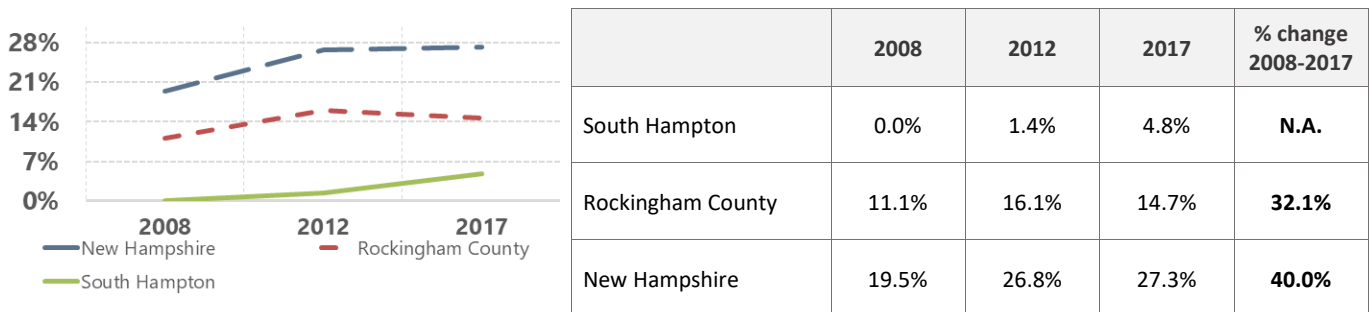 28%
21%
14%
7%
0%
2008 2012 2017
New Hampshire Rockingham County
South Hampton
2008 2012 2017 % change
2008-2017
South Hampton 0.0% 1.4% 4.8% N.A.
Rockingham County 11.1% 16.1% 14.7% 32.1%
New Hampshire 19.5% 26.8% 27.3% 40.0%